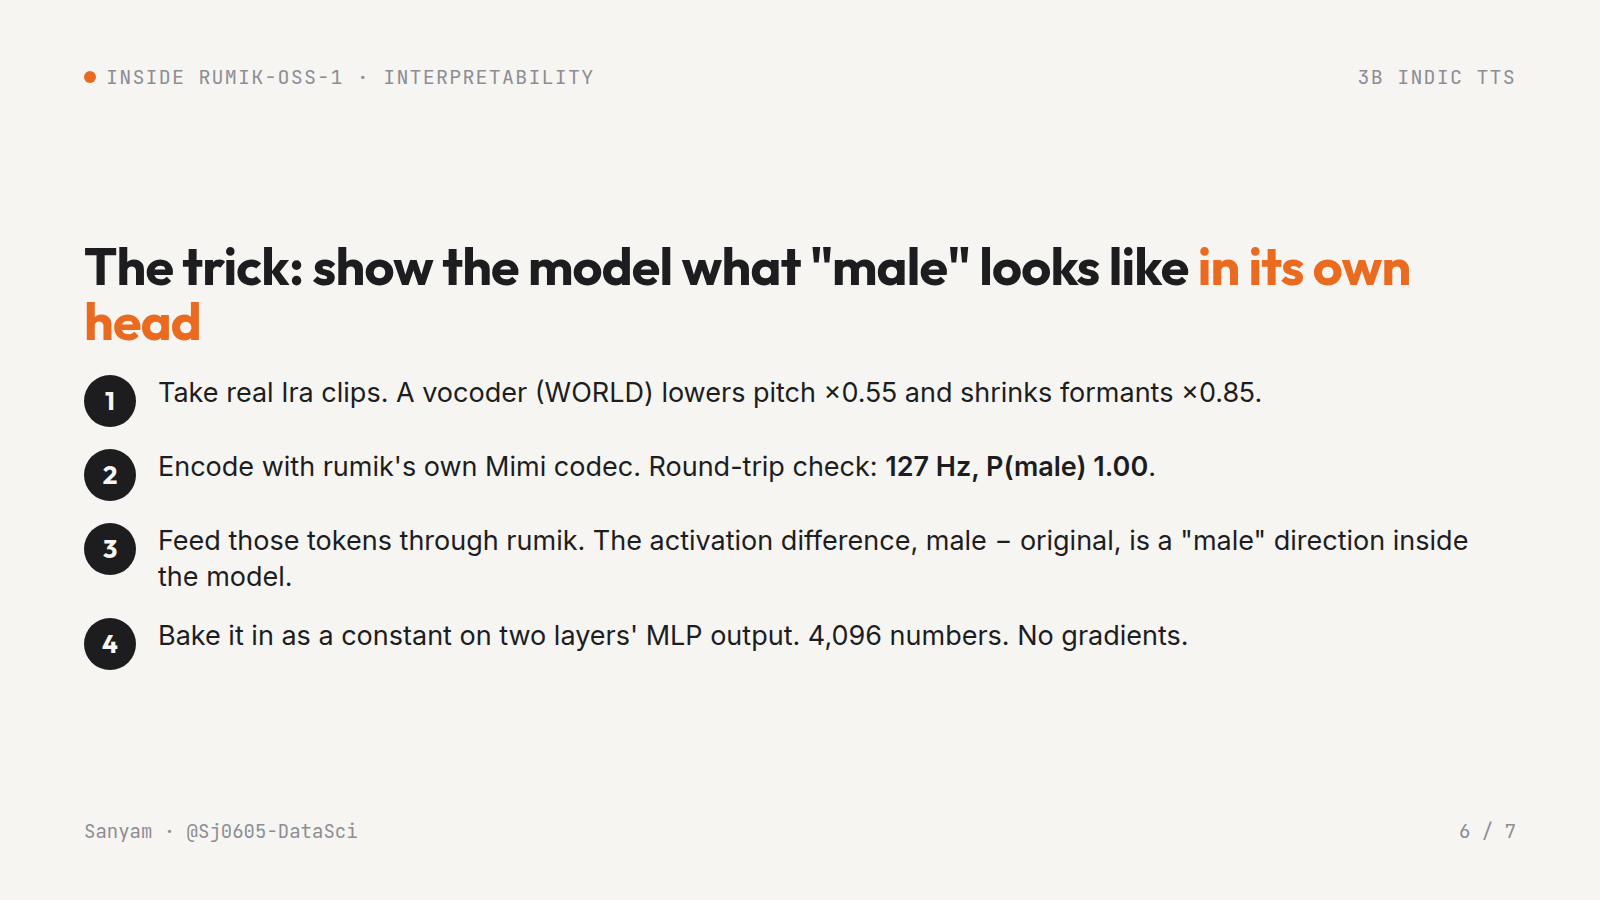 INSIDE RUMIK-OSS-1 · INTERPRETABILITY
3B INDIC TTS
The trick: show the model what "male" looks like in its own
head
1
Take real Ira clips. A vocoder (WORLD) lowers pitch ×0.55 and shrinks formants ×0.85.
2
Encode with rumik's own Mimi codec. Round-trip check: 127 Hz, P(male) 1.00.
3
Feed those tokens through rumik. The activation difference, male − original, is a "male" direction inside
the model.
4
Bake it in as a constant on two layers' MLP output. 4,096 numbers. No gradients.
Sanyam · @Sj0605-DataSci
6 / 7